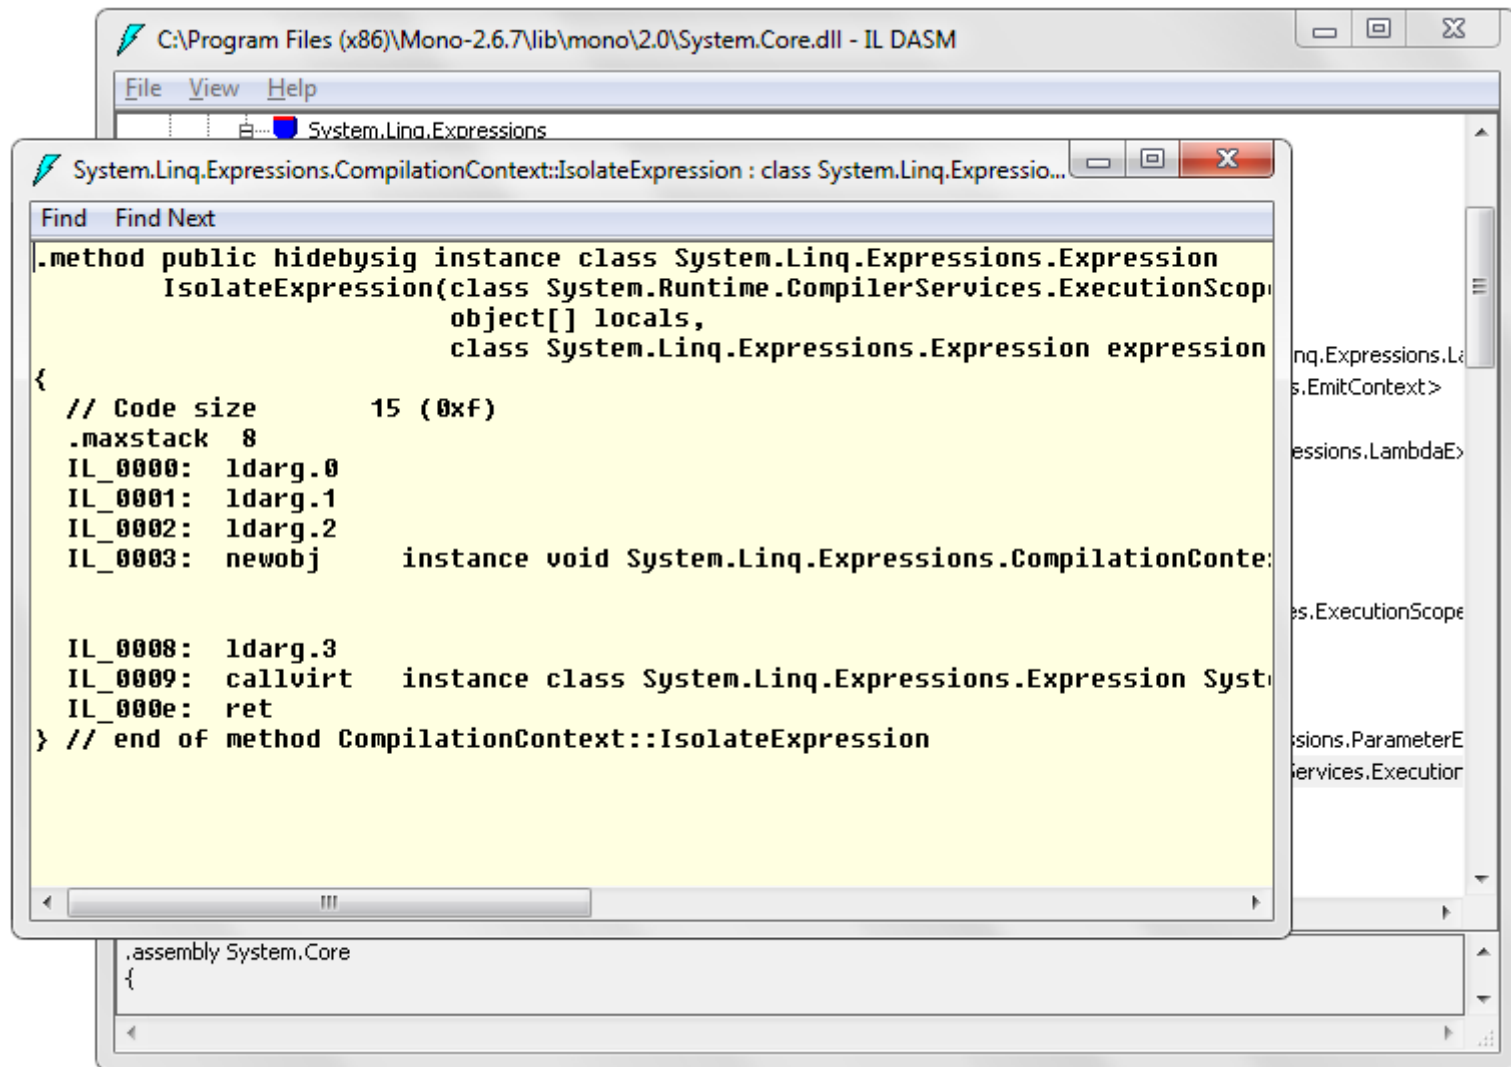 C:\Program Files (x86)\Mono-2.6.7\lib\mono\2.0\System.Core.dll - IL DASM
File View Help
System.Linq.Expressions
System.Linq.Expressions.CompilationContext::IsolateExpression : class System.Linq.Expressio...
Find Find Next
.method public hidebysig instance class System.Linq.Expressions.Expression
IsolateExpression(class System.Runtime.CompilerServices.ExecutionScop
object[] locals,
class System.Linq.Expressions.Expression expression
{
// Code size 15 (0xf)
.maxstack 8
IL_0000: ldarg.0
IL_0001: ldarg.1
IL_0002: ldarg.2
IL_0003: newobj instance void System.Linq.Expressions.CompilationConte
IL_0008: ldarg.3
IL_0009: callvirt instance class System.Linq.Expressions.Expression Syst
IL_000e: ret
} // end of method CompilationContext::IsolateExpression
nq.Expressions.La
s.EmitContext>
essions.LambdaEx
es.ExecutionScope
sions.ParameterE
Services.Execution
.assembly System.Core
{